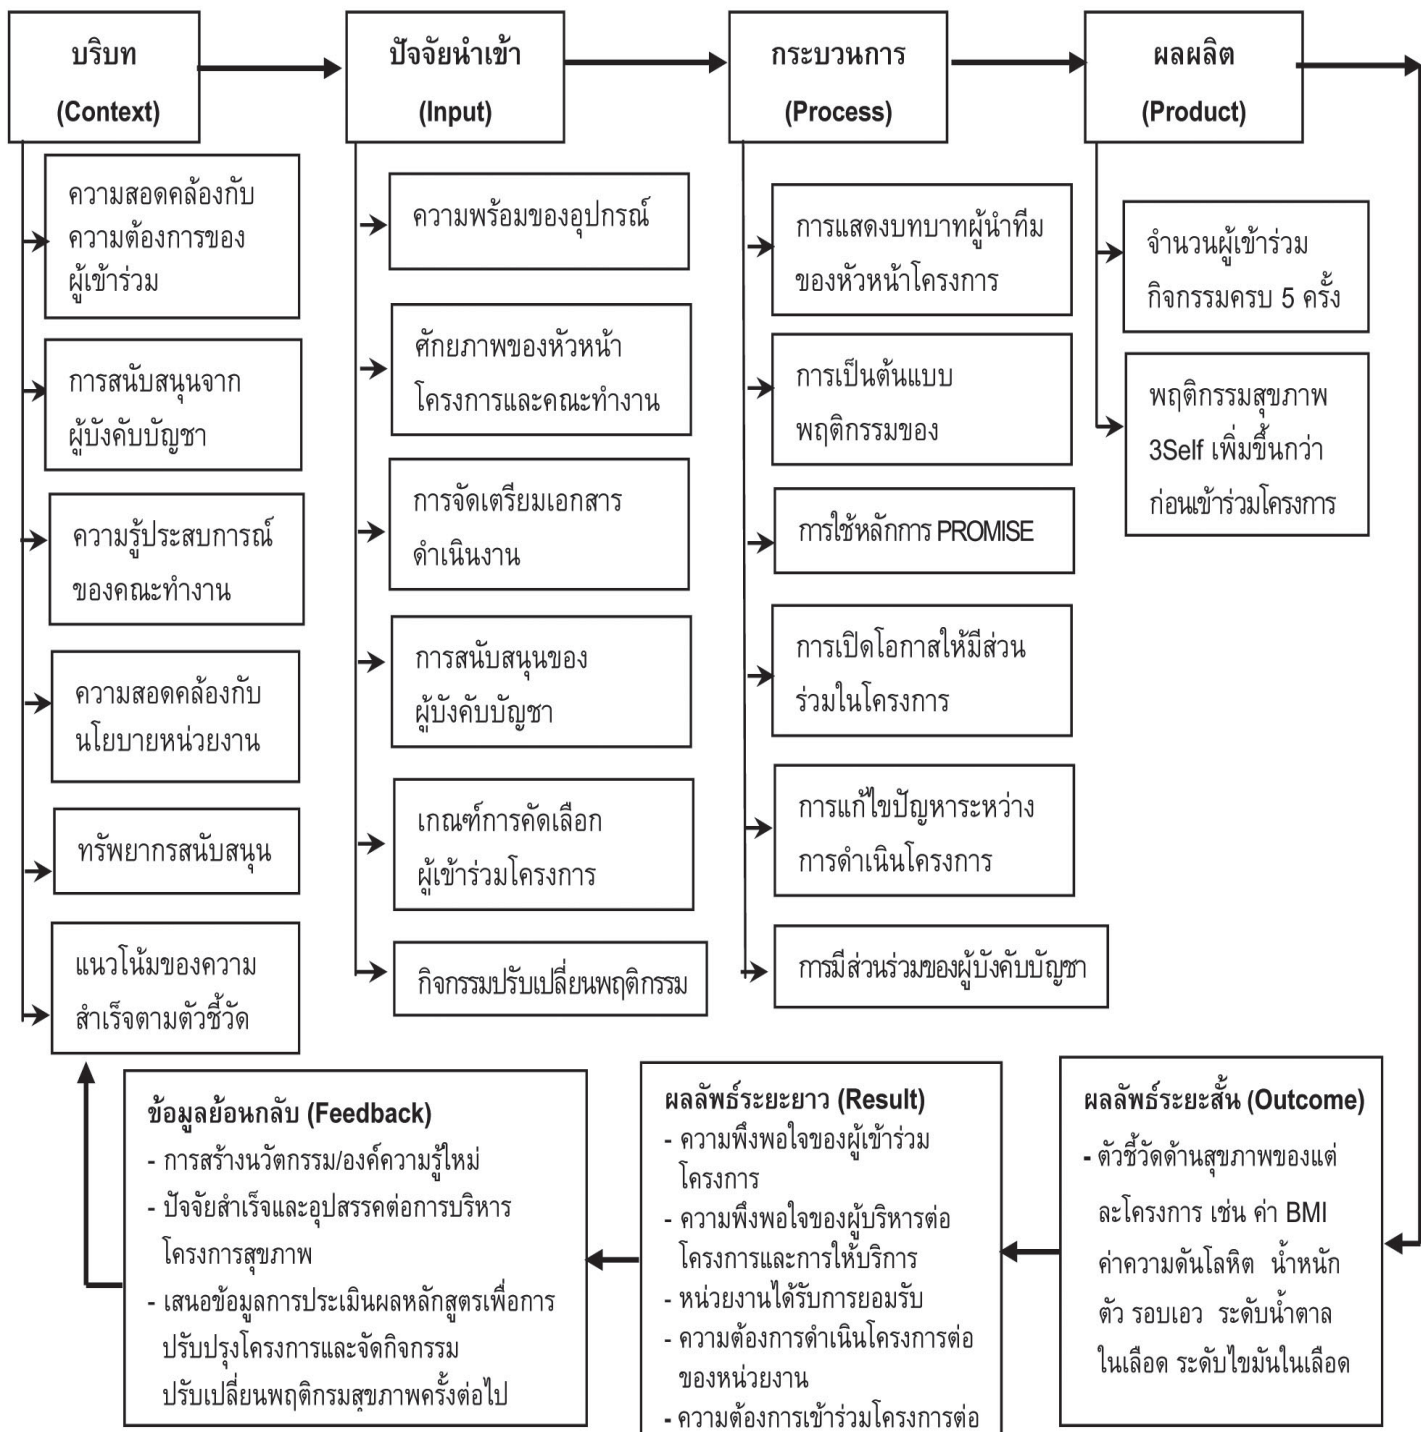 บริบท
(Context)
ปัจจัยนำเข้า
(Input)
กระบวนการ
(Process)
ผลผลิต
(Product)
ความสอดคล้องกับ
ความต้องการของ
ผู้เข้าร่วม
การสนับสนุนจาก
ผู้บังคับบัญชา
ความรู้ประสบการณ์
ของคณะทำงาน
ความสอดคล้องกับ
นโยบายหน่วยงาน
ทรัพยากรสนับสนุน
แนวโน้มของความ
สำเร็จตามตัวชี้วัด
ความพร้อมของอุปกรณ์
ศักยภาพของหัวหน้า
โครงการและคณะทำงาน
การจัดเตรียมเอกสาร
ดำเนินงาน
การสนับสนุนของ
ผู้บังคับบัญชา
เกณฑ์การคัดเลือก
ผู้เข้าร่วมโครงการ
กิจกรรมปรับเปลี่ยนพฤติกรรม
การแสดงบทบาทผู้นำทีม
ของหัวหน้าโครงการ
การเป็นต้นแบบ
พฤติกรรมของ
การใช้หลักการ PROMISE
การเปิดโอกาสให้มีส่วน
ร่วมในโครงการ
การแก้ไขปัญหาระหว่าง
การดำเนินโครงการ
การมีส่วนร่วมของผู้บังคับบัญชา
จำนวนผู้เข้าร่วม
กิจกรรมครบ 5 ครั้ง
พฤติกรรมสุขภาพ
3Self เพิ่มขึ้นกว่า
ก่อนเข้าร่วมโครงการ
ผลลัพธ์ระยะสั้น (Outcome)
- ตัวชี้วัดด้านสุขภาพของแต่
ละโครงการ เช่น ค่า BMI
ค่าความดันโลหิต น้ำหนัก
ตัว รอบเอว ระดับน้ำตาล
ในเลือด ระดับไขมันในเลือด
ผลลัพธ์ระยะยาว (Result)
- ความพึงพอใจของผู้เข้าร่วม
โครงการ
- ความพึงพอใจของผู้บริหารต่อ
โครงการและการให้บริการ
- หน่วยงานได้รับการยอมรับ
- ความต้องการดำเนินโครงการต่อ
ของหน่วยงาน
- ความต้องการเข้าร่วมโครงการต่อ
ข้อมูลย้อนกลับ (Feedback)
- การสร้างนวัตกรรม/องค์ความรู้ใหม่
- ปัจจัยสำเร็จและอุปสรรคต่อการบริหาร
โครงการสุขภาพ
- เสนอข้อมูลการประเมินผลหลักสูตรเพื่อการ
ปรับปรุงโครงการและจัดกิจกรรม
ปรับเปลี่ยนพฤติกรมสุขภาพครั้งต่อไป